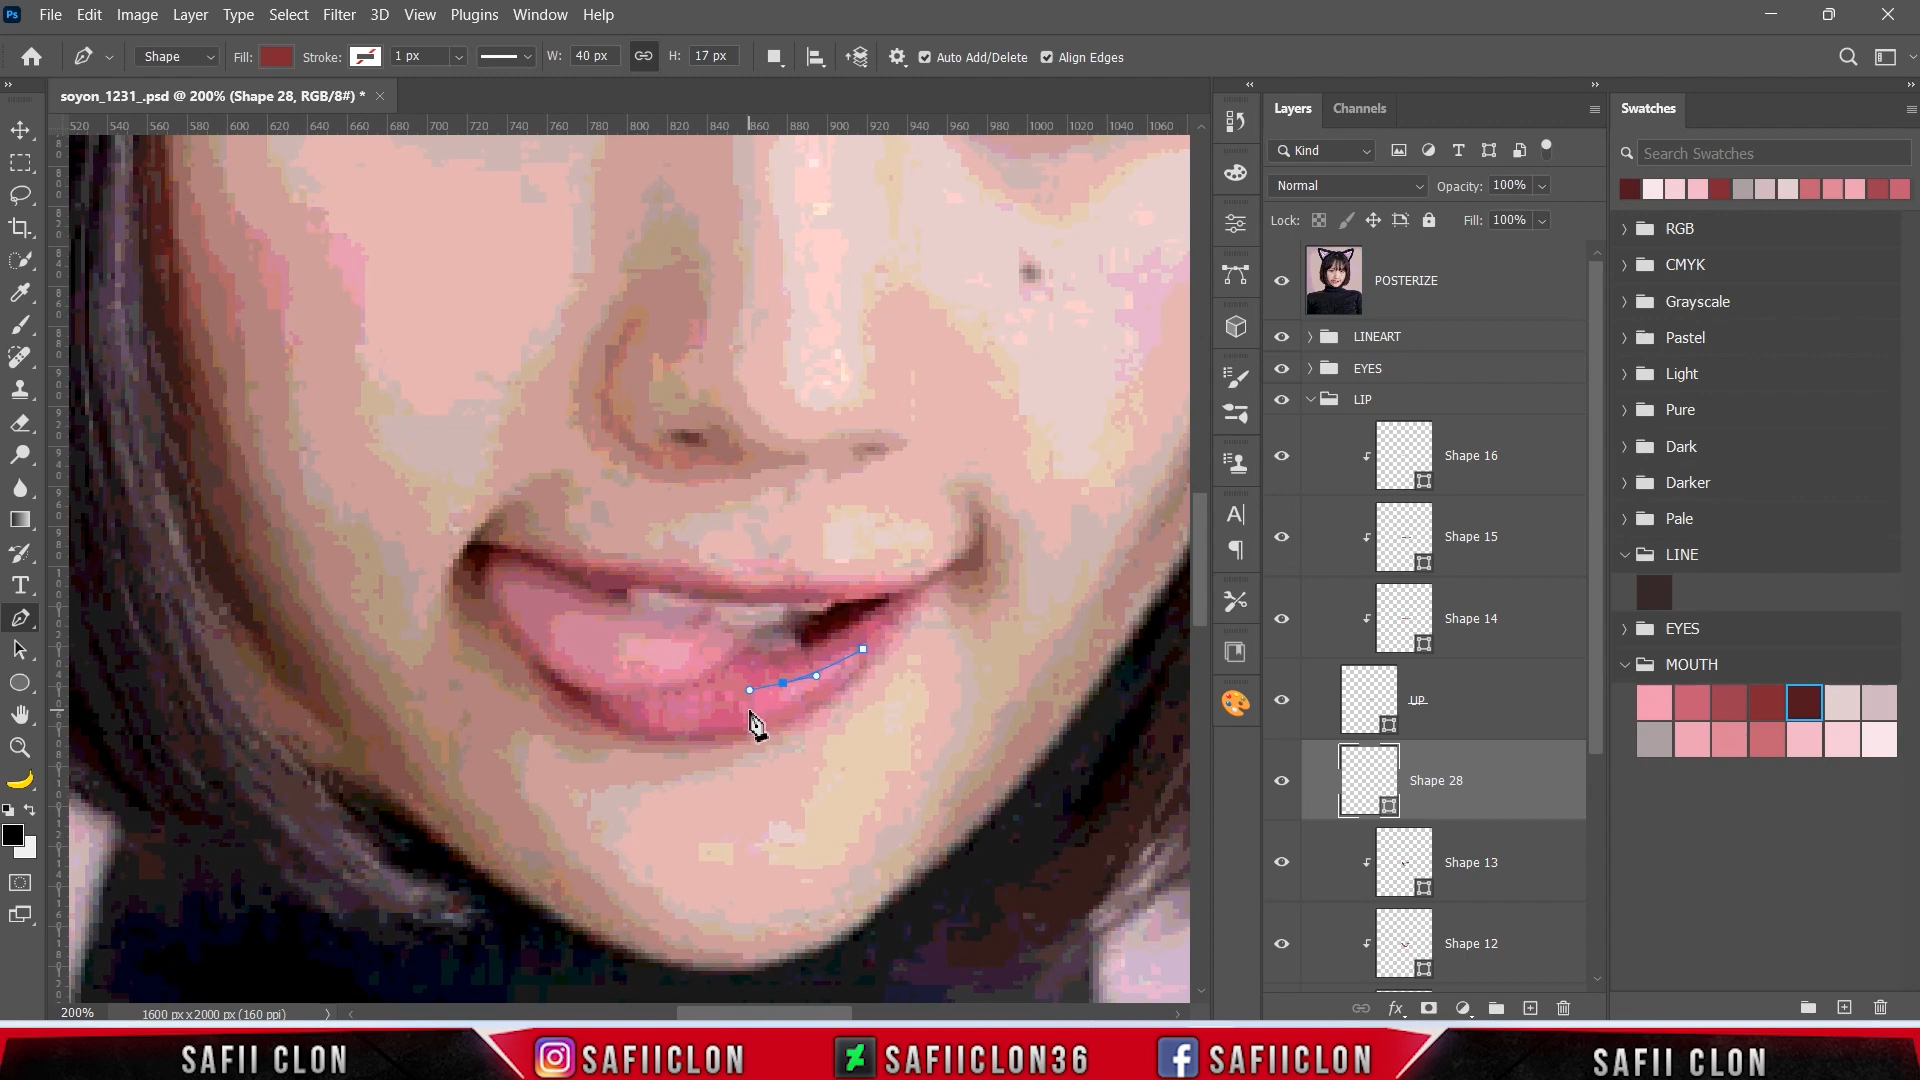 Ps File Edit Image Layer Type Select Filter 3D View Plugins Window Help
Shape Fill: Stroke: 1 px W: 40 px H: 17 px Auto Add/Delete Align Edges
soyon_1231_.psd @ 200% (Shape 28, RGB/8#) *
520 540 560 580 600 620 640 660 680 700 720 740 760 780 800 820 840 860 880 900 920 940 960 980 1000 1020 1040 1060
Layers Channels
Kind
Normal Opacity: 100%
Lock: Fill: 100%
POSTERIZE
LINEART
EYES
LIP
Shape 16
Shape 15
Shape 14
UP
Shape 28
Shape 13
Shape 12
Swatches
Search Swatches
RGB
CMYK
Grayscale
Pastel
Light
Pure
Dark
Darker
Pale
LINE
EYES
MOUTH
200% 1600 px x 2000 px (160 ppi)
SAFII CLON SAFIICLON SAFIICLON36 SAFIICLON SAFII CLON